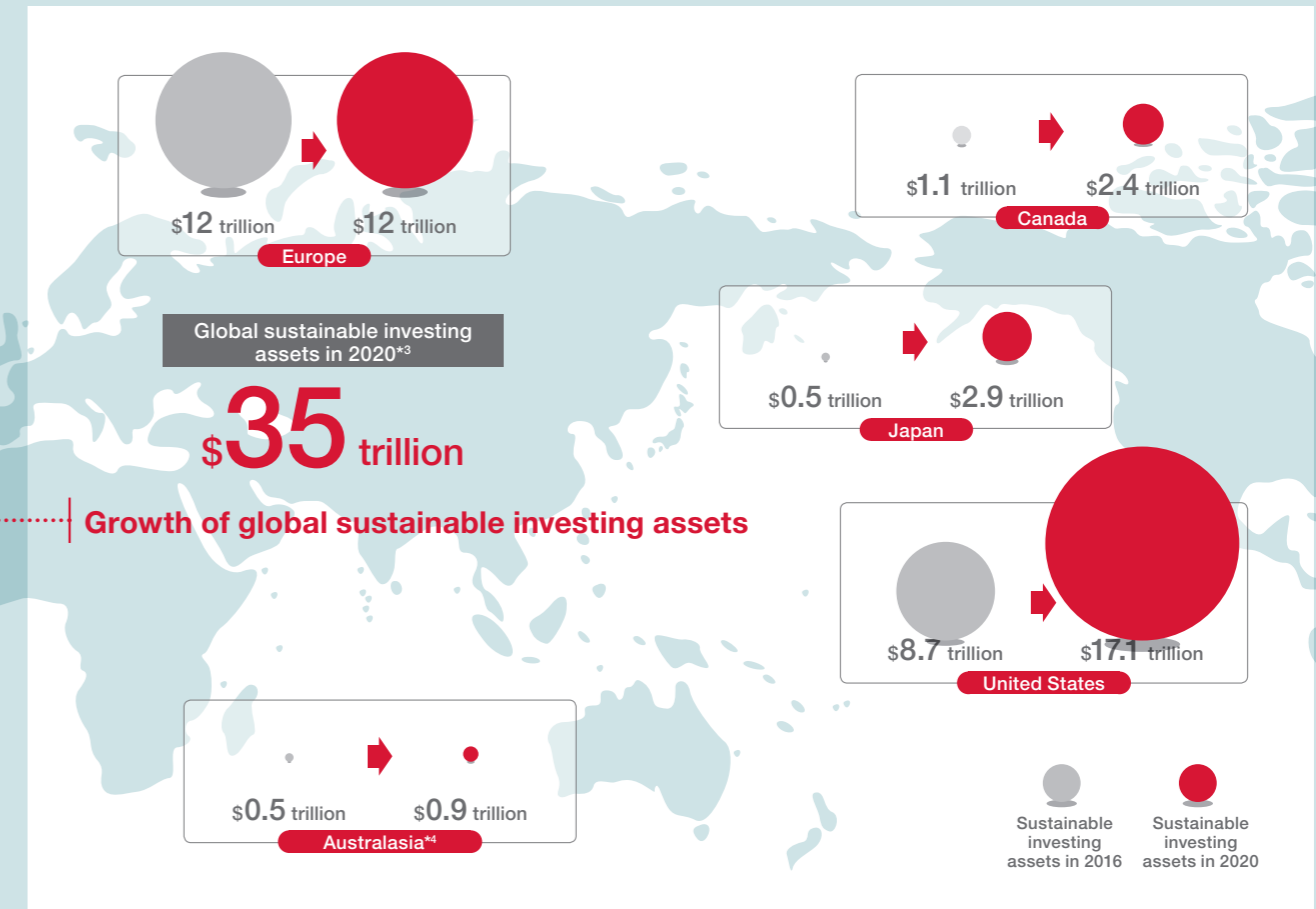 $12 trillion
$12 trillion
Europe
$1.1 trillion
$2.4 trillion
Canada
Global sustainable investing
assets in 2020*3
$35 trillion
$0.5 trillion
$2.9 trillion
Japan
Growth of global sustainable investing assets
$8.7 trillion
$17.1 trillion
United States
$0.5 trillion
$0.9 trillion
Australasia*4
Sustainable
investing
assets in 2016
Sustainable
investing
assets in 2020